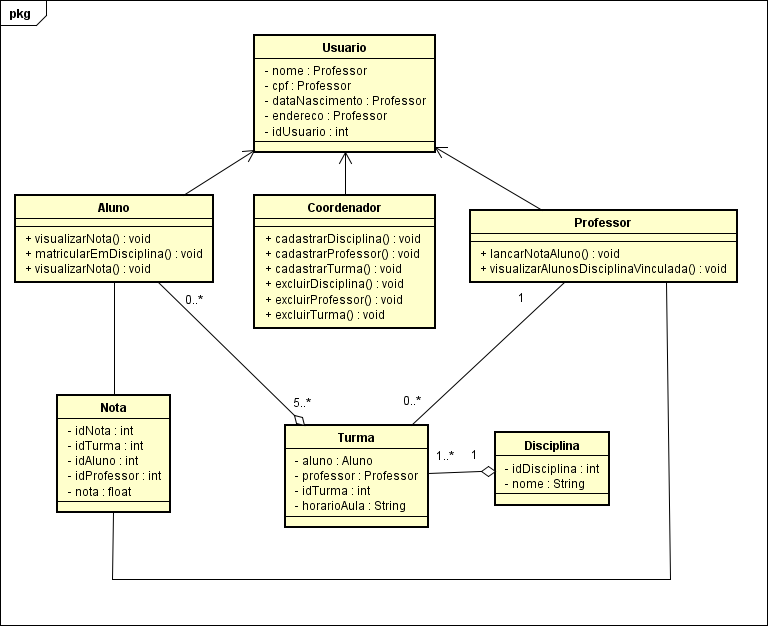 pkg
Usuario
- nome : Professor
- cpf : Professor
- dataNascimento : Professor
- endereco : Professor
- idUsuario : int
Aluno
+ visualizarNota() : void
+ matricularEmDisciplina() : void
+ visualizarNota() : void
Coordenador
+ cadastrarDisciplina() : void
+ cadastrarProfessor() : void
+ cadastrarTurma() : void
+ excluirDisciplina() : void
+ excluirProfessor() : void
+ excluirTurma() : void
Professor
+ lancarNotaAluno() : void
+ visualizarAlunosDisciplinaVinculada() : void
0..*
1
5..*
0..*
Nota
- idNota : int
- idTurma : int
- idAluno : int
- idProfessor : int
- nota : float
Turma
- aluno : Aluno
- professor : Professor
- idTurma : int
- horarioAula : String
1..*
1
Disciplina
- idDisciplina : int
- nome : String